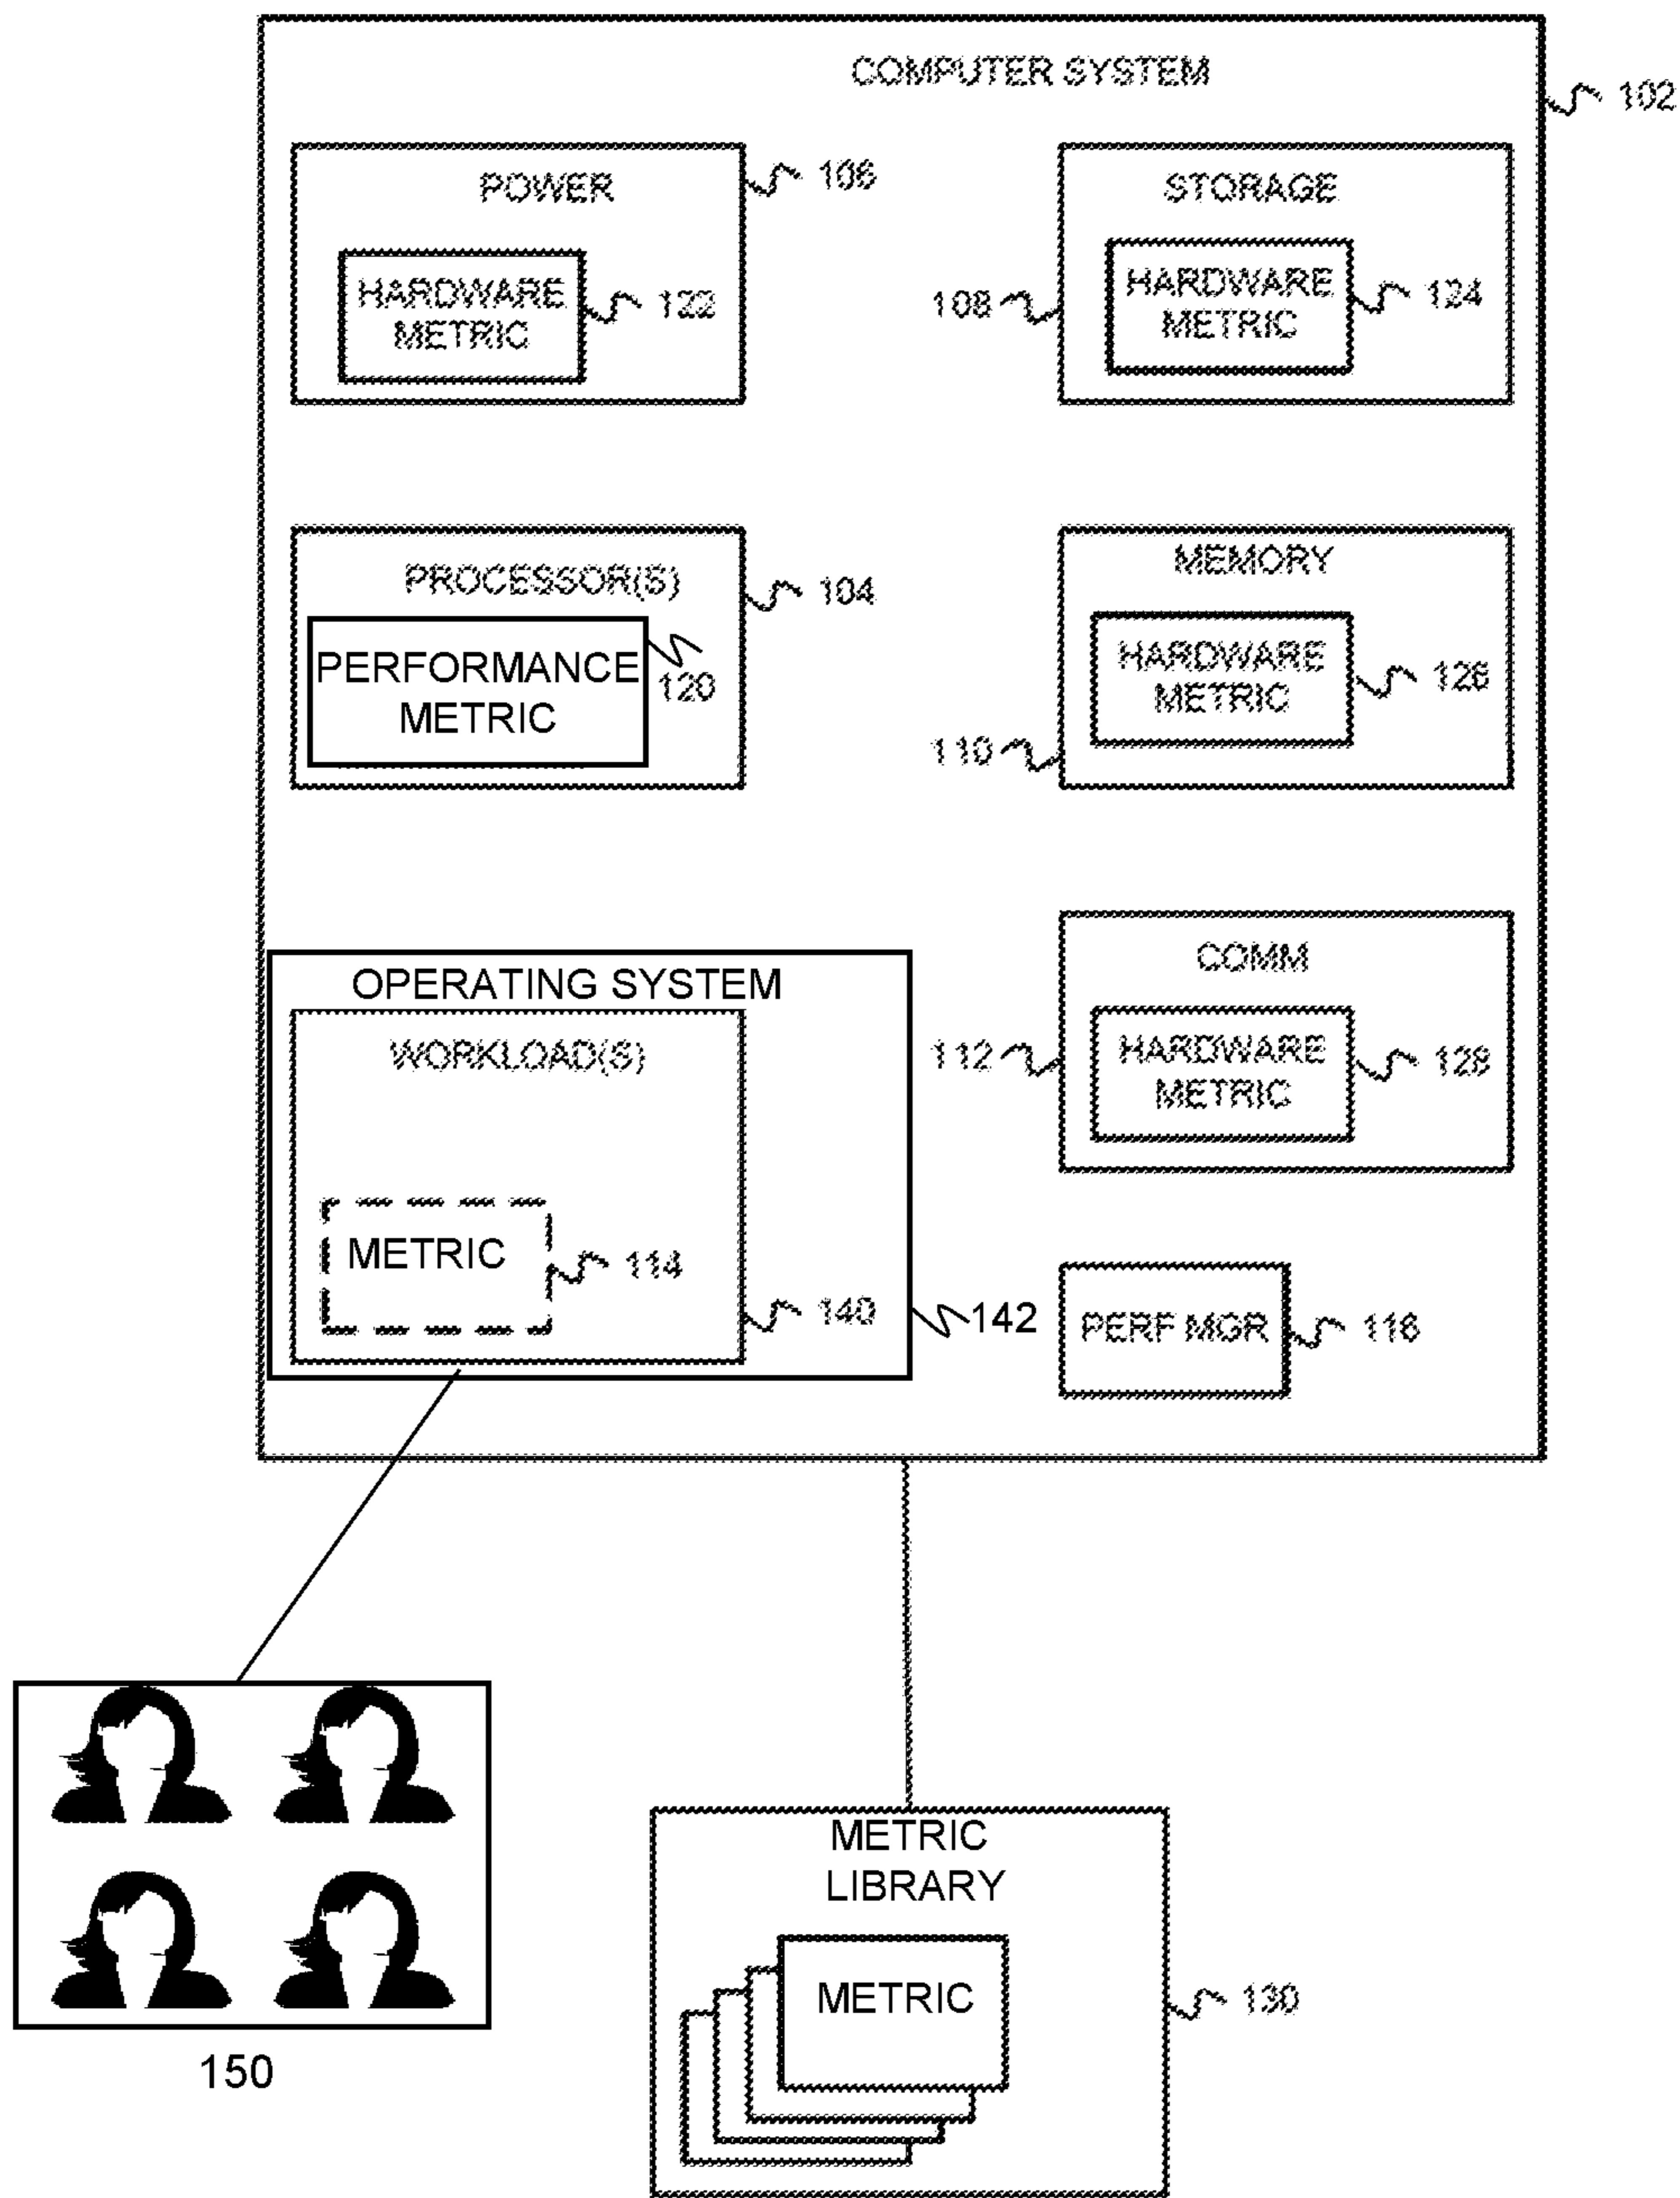 COMPUTER SYSTEM
102
POWER
106
HARDWARE
METRIC
122
STORAGE
108
HARDWARE
METRIC
124
PROCESSOR(S)
104
PERFORMANCE
METRIC
120
MEMORY
HARDWARE
METRIC
126
110
OPERATING SYSTEM
WORKLOAD(S)
METRIC
114
140
142
COMM
112
HARDWARE
METRIC
128
PERF MGR
116
150
METRIC
LIBRARY
METRIC
130